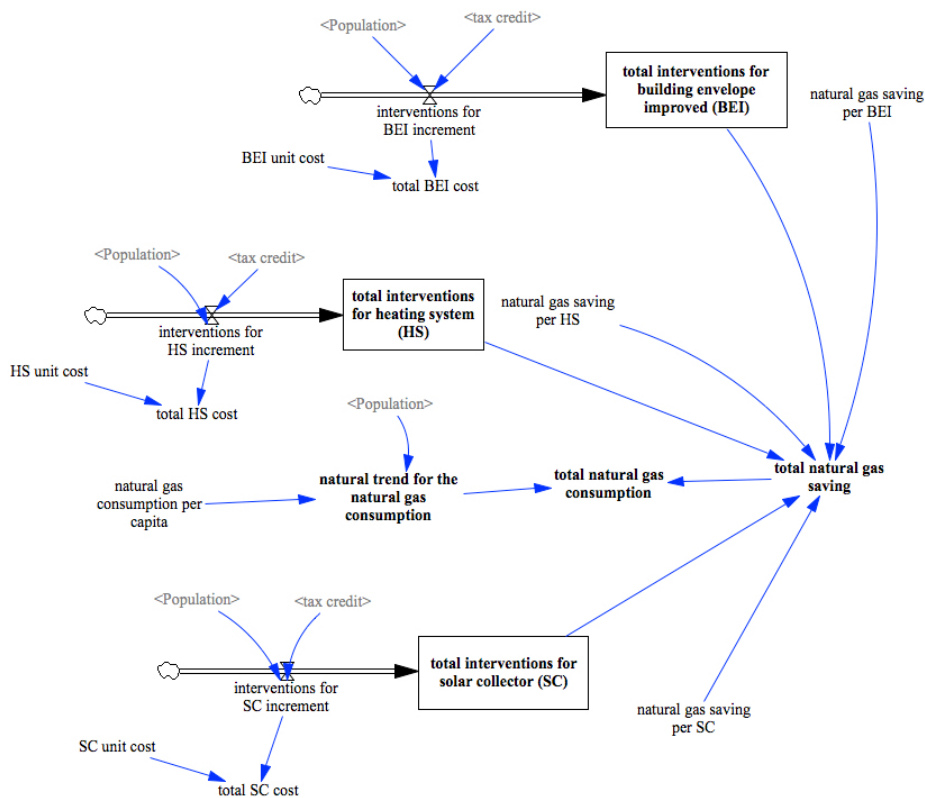 <Population>
<tax credit>
total interventions for
building envelope
improved (BEI)
natural gas saving
per BEI
interventions for
BEI increment
BEI unit cost
total BEI cost
<Population>
<tax credit>
total interventions
for heating system
(HS)
natural gas saving
per HS
interventions for
HS increment
HS unit cost
total HS cost
<Population>
natural gas
consumption per
capita
natural trend for the
natural gas
consumption
total natural gas
consumption
total natural gas
saving
<Population>
<tax credit>
total interventions for
solar collector (SC)
interventions for
SC increment
natural gas saving
per SC
SC unit cost
total SC cost